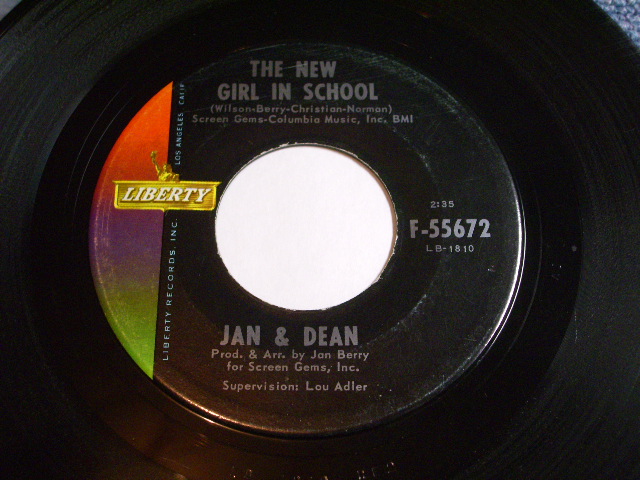 THE NEW
GIRL IN SCHOOL
(Wilson-Berry-Christian-Norman)
Screen Gems-Columbia Music, Inc. BMI
LIBERTY
LIBERTY RECORDS, INC.
LOS ANGELES CALIF
2:35
F-55672
LB-1810
JAN & DEAN
Prod. & Arr. by Jan Berry
for Screen Gems, Inc.
Supervision: Lou Adler